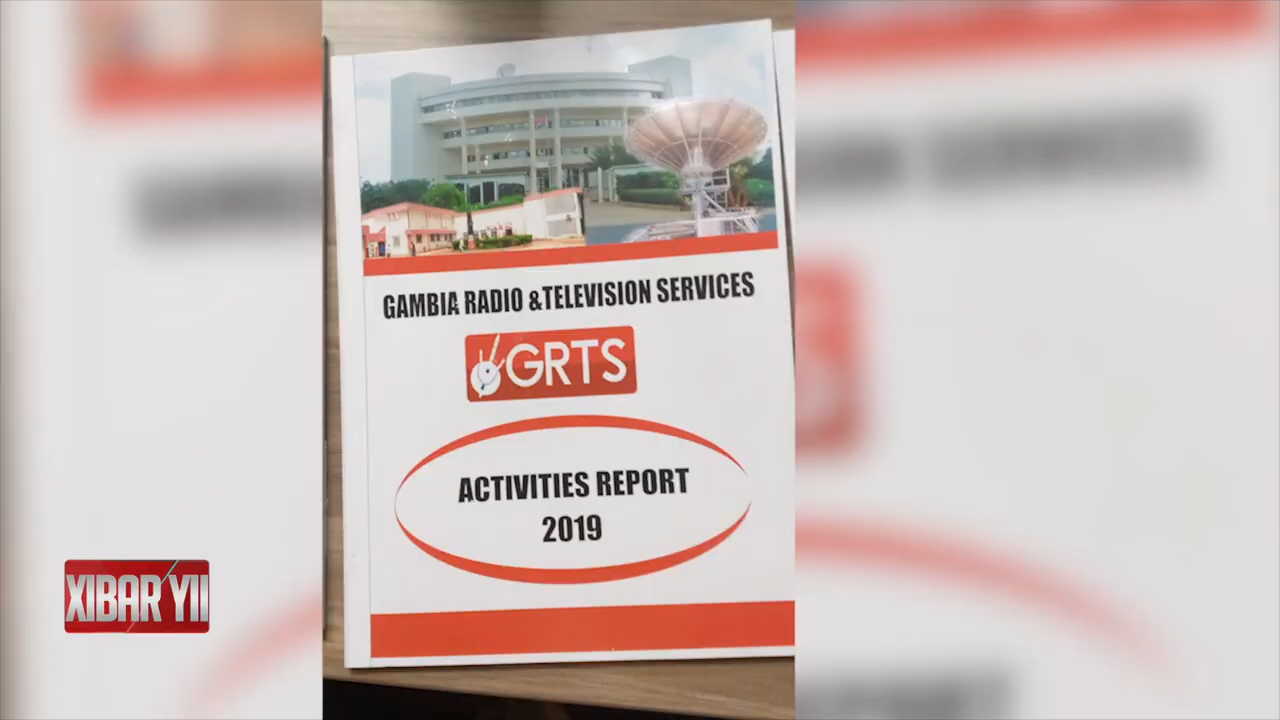 GAMBIA RADIO &TELEVISION SERVICES
GRTS
ACTIVITIES REPORT
2019
XIBAR YII